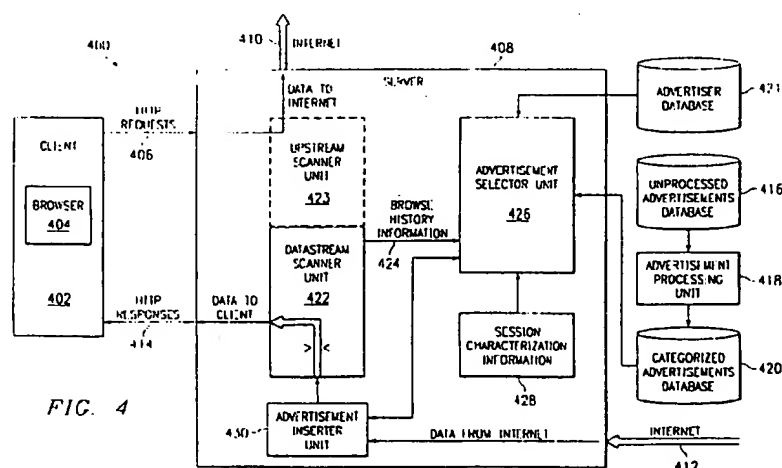 410
INTERNET
400
408
SERVER
DATA TO
INTERNET
HTTP
REQUESTS
406
CLIENT
BROWSER
404
402
UPSTREAM
SCANNER
UNIT
423
DATASTREAM
SCANNER
UNIT
422
BROWSE
HISTORY
INFORMATION
424
ADVERTISEMENT
SELECTOR UNIT
426
ADVERTISER
DATABASE
421
UNPROCESSED
ADVERTISEMENTS
DATABASE
416
ADVERTISEMENT
PROCESSING
UNIT
418
CATEGORIZED
ADVERTISEMENTS
DATABASE
420
HTTP
RESPONSES
414
DATA TO
CLIENT
> <
SESSION
CHARACTERIZATION
INFORMATION
428
FIG. 4
430
ADVERTISEMENT
INSERTER
UNIT
DATA FROM INTERNET
INTERNET
412